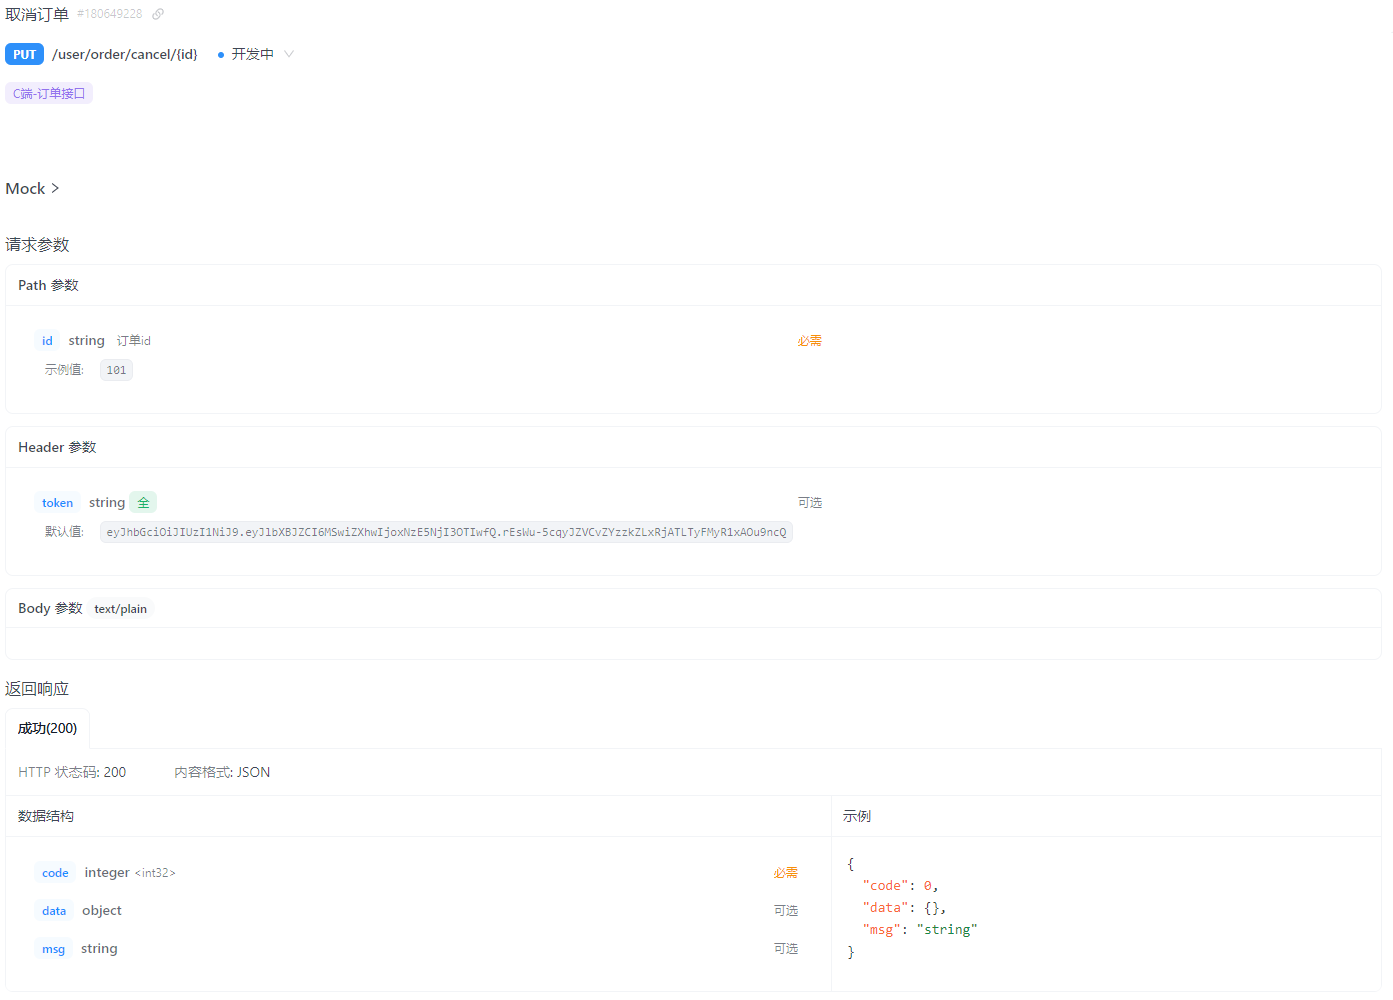 取消订单 #180649228
PUT /user/order/cancel/{id} 开发中
C端-订单接口
Mock >
请求参数
Path 参数
id string 订单id 必需
示例值: 101
Header 参数
token string 全 可选
默认值: eyJhbGciOiJIUzI1NiJ9.eyJ1bXBJZCI6MSwiZXhwIjoxNzE5NjI3OTIwfQ.rEsWu-5cqyJZVCvZYzzkZLxRjATLTyFMyR1xAOu9ncQ
Body 参数 text/plain
返回响应
成功(200)
HTTP 状态码: 200 内容格式: JSON
数据结构 示例
code integer <int32> 必需
data object 可选
msg string 可选
{
"code": 0,
"data": {},
"msg": "string"
}